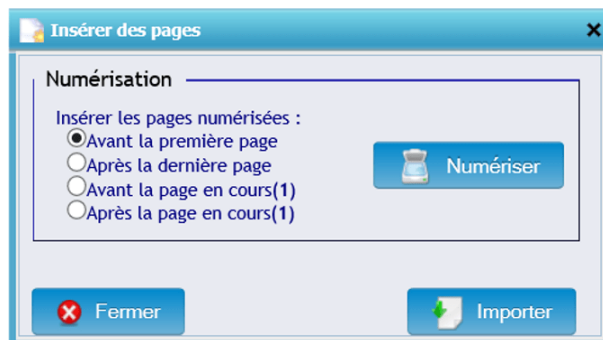 Insérer des pages
Numérisation
Insérer les pages numérisées :
Avant la première page
Après la dernière page
Avant la page en cours(1)
Après la page en cours(1)
Numériser
Fermer
Importer